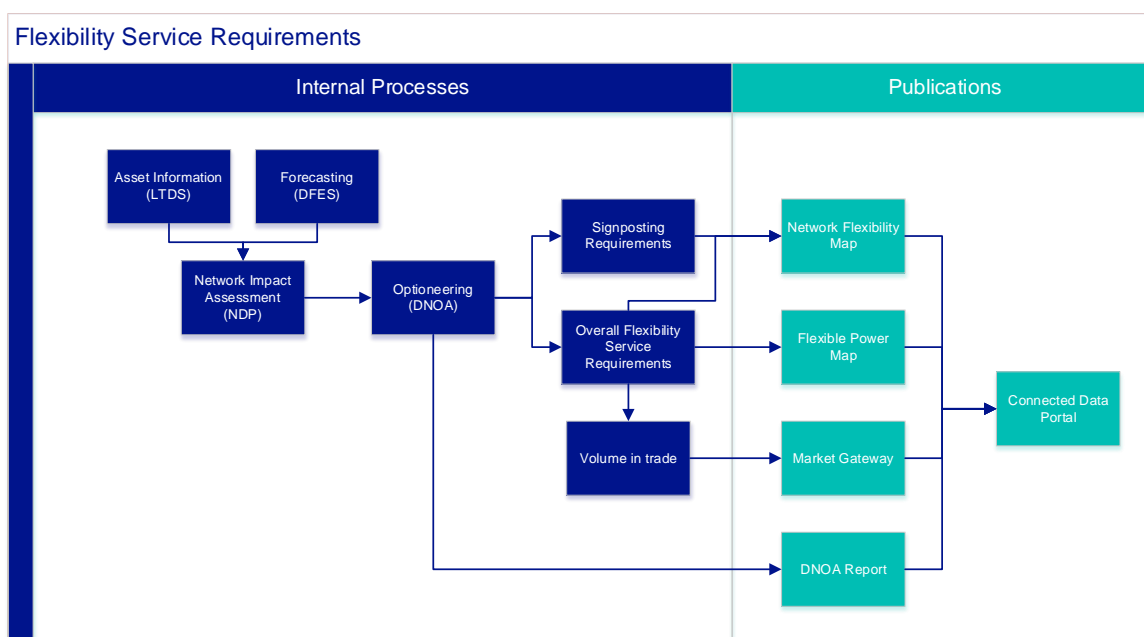 Flexibility Service Requirements
Internal Processes
Publications
Asset Information
(LTDS)
Forecasting
(DFES)
Network Impact
Assessment
(NDP)
Optioneering
(DNOA)
Signposting
Requirements
Overall Flexibility
Service
Requirements
Volume in trade
Network Flexibility
Map
Flexible Power
Map
Market Gateway
DNOA Report
Connected Data
Portal